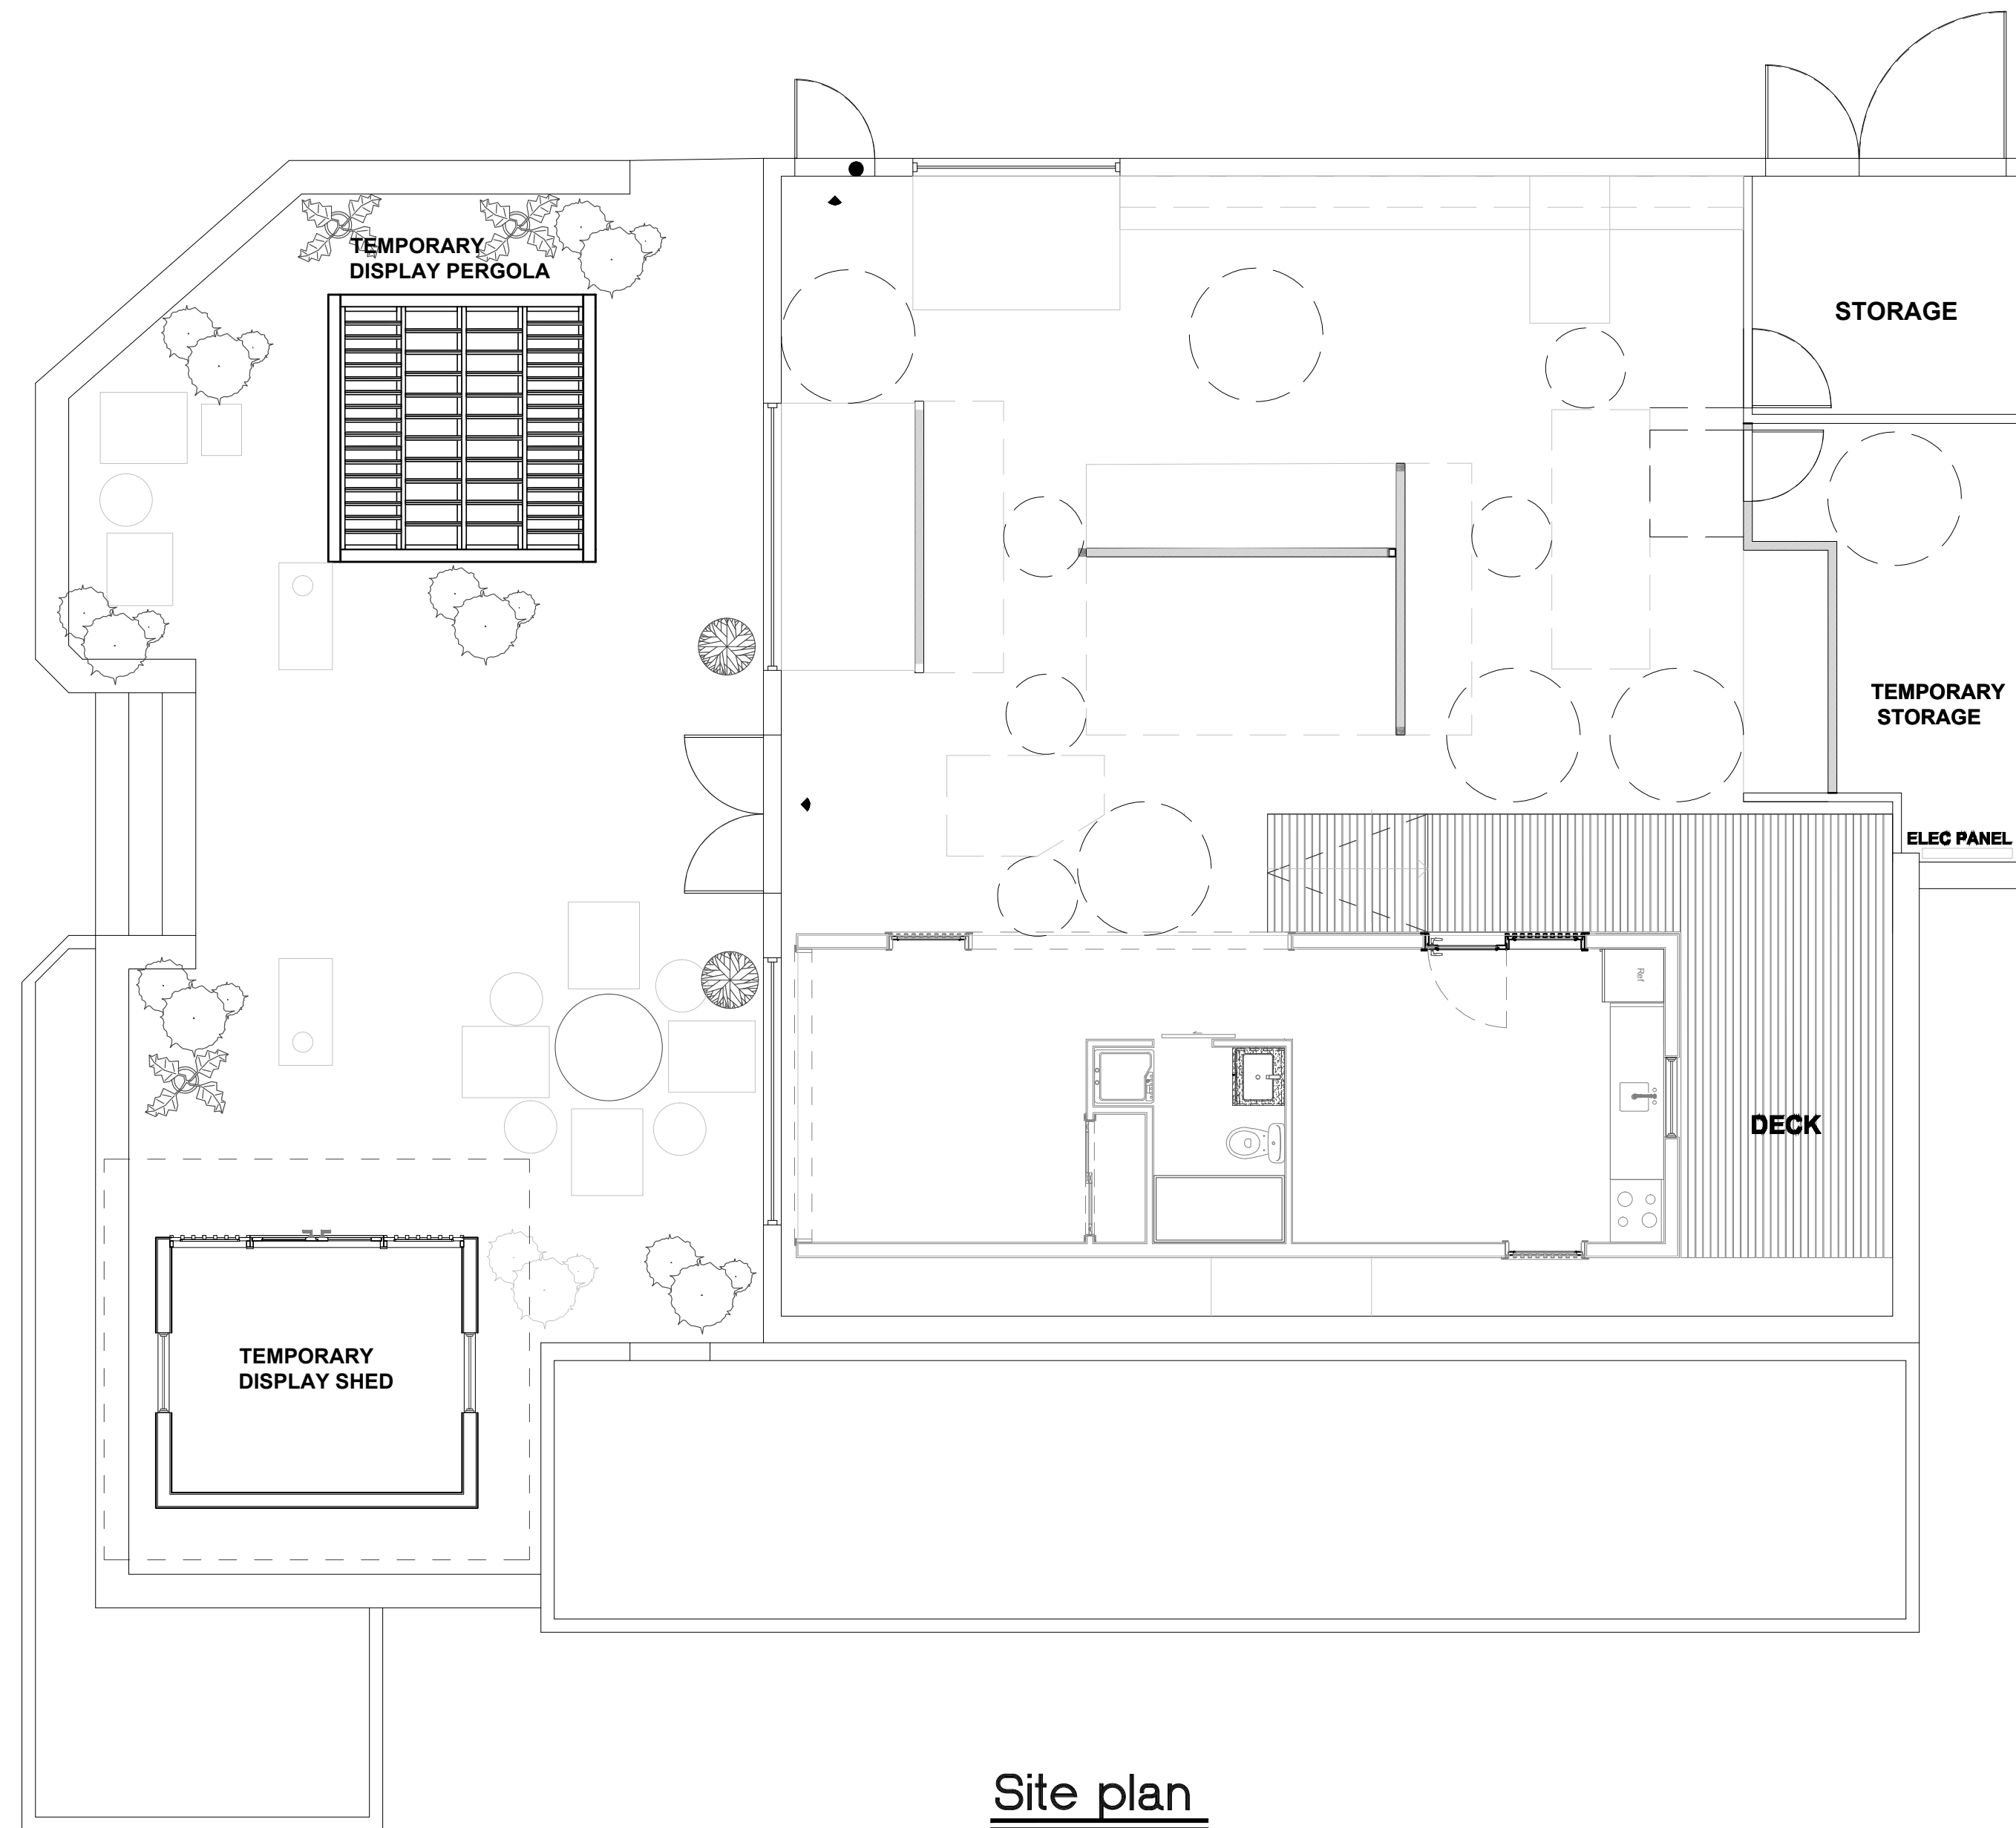 TEMPORARY
DISPLAY PERGOLA
STORAGE
TEMPORARY
STORAGE
ELEC PANEL
Ref
DECK
TEMPORARY
DISPLAY SHED
Site plan